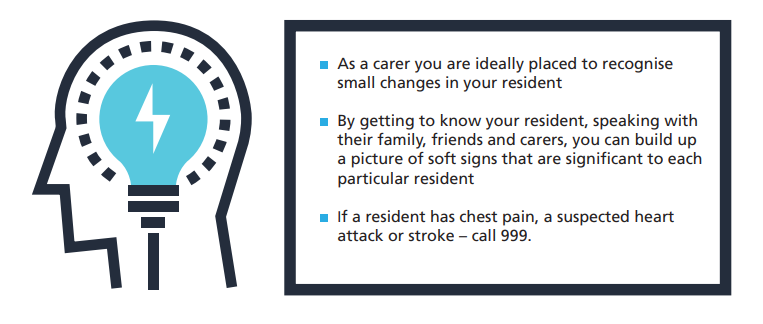 As a carer you are ideally placed to recognise
small changes in your resident
By getting to know your resident, speaking with
their family, friends and carers, you can build up
a picture of soft signs that are significant to each
particular resident
If a resident has chest pain, a suspected heart
attack or stroke – call 999.